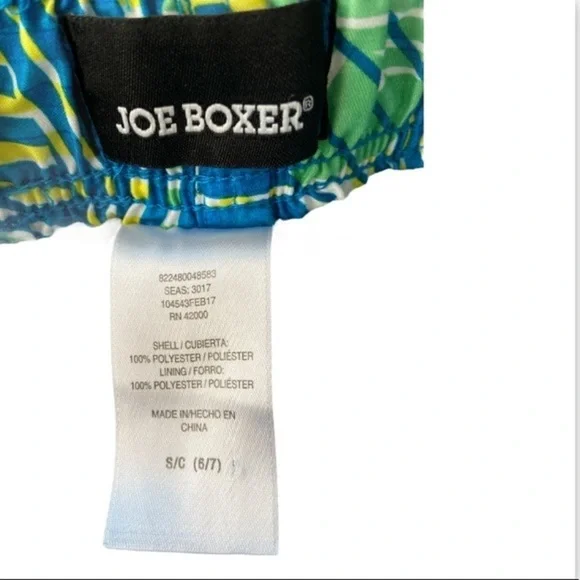 JOE BOXER®
822480048583
SEAS: 3017
104543FEB17
RN 42000
SHELL / CUBIERTA:
100% POLYESTER / POLIÉSTER
LINING / FORRO:
100% POLYESTER / POLIÉSTER
MADE IN/HECHO EN
CHINA
S/C (6/7)